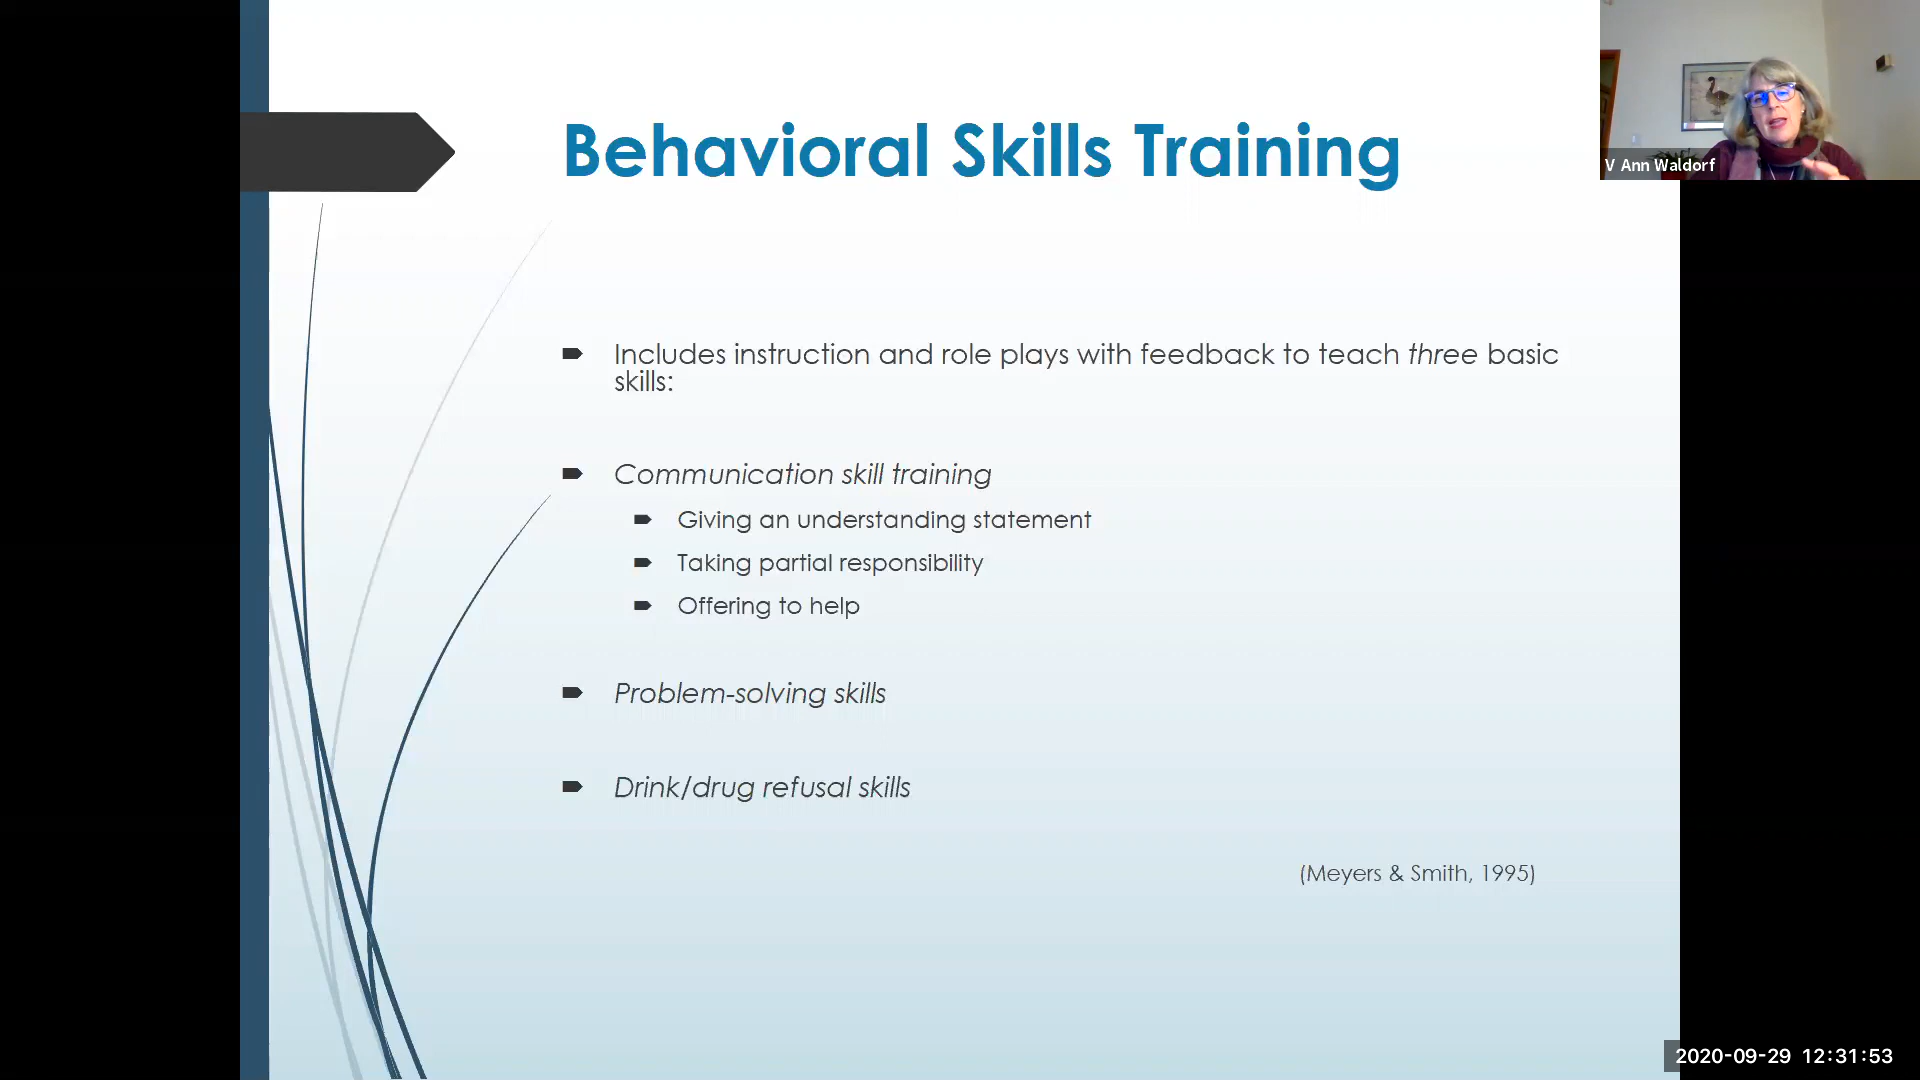 Behavioral Skills Training
V Ann Waldorf
Includes instruction and role plays with feedback to teach three basic
skills:
Communication skill training
Giving an understanding statement
Taking partial responsibility
Offering to help
Problem-solving skills
Drink/drug refusal skills
(Meyers & Smith, 1995)
2020-09-29 12:31:53